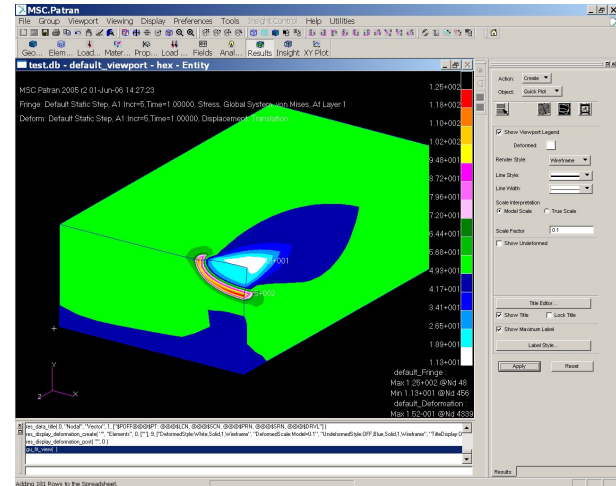 MSC.Patran
File Group Viewport Viewing Display Preferences Tools Insight Control Help Utilities
Geo... Elem... Load... Mater... Prop... Load ... Fields Anal... Results Insight XY Plot
test.db - default_viewport - hex - Entity
MSC.Patran 2005 r2 01-Jun-06 14:27:23
Fringe: Default Static Step, A1:Incr=5,Time=1.00000, Stress, Global System, von Mises, At Layer 1
Deform: Default Static Step, A1:Incr=5,Time=1.00000, Displacement, Translation,
1.25+002
1.18+002
1.10+002
1.02+002
9.48+001
8.72+001
7.96+001
7.20+001
6.44+001
5.68+001
4.93+001
4.17+001
3.41+001
2.65+001
1.89+001
1.13+001
default_Fringe :
Max 1.25+002 @Nd 48
Min 1.13+001 @Nd 456
default_Deformation :
Max 1.52-001 @Nd 4339
Y
Z
X
Action: Create
Object: Quick Plot
Show Viewport Legend
Deformed:
Render Style: Wireframe
Line Style:
Line Width:
Scale Interpretation
Model Scale True Scale
Scale Factor 0.1
Show Undeformed
Title Editor...
Show Title Lock Title
Show Maximum Label
Label Style...
Apply Reset
Results
gu_fit_view( )
Adding 101 Rows to the Spreadsheet.